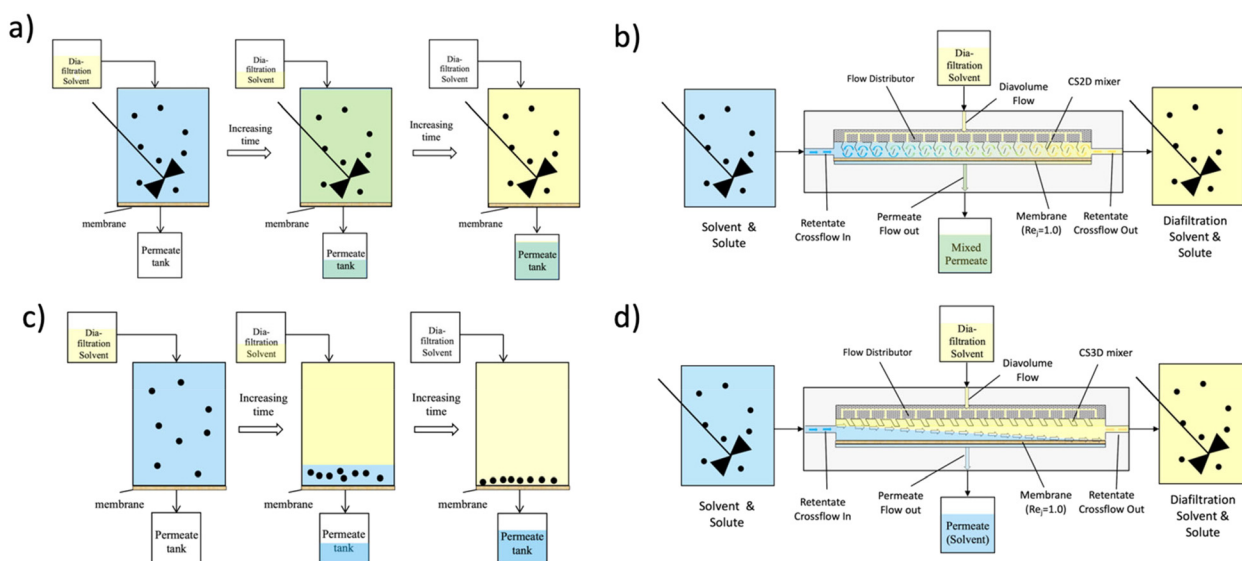 a)
Dia-
filtration
Solvent
Dia-
filtration
Solvent
Dia-
filtration
Solvent
Increasing
time
Increasing
time
membrane
membrane
membrane
Permeate
tank
Permeate
tank
Permeate
tank
b)
Dia-
filtration
Solvent
Flow Distributor
Diavolume
Flow
CS2D mixer
Solvent &
Solute
Retentate
Crossflow In
Permeate
Flow out
Membrane
(Rej=1.0)
Retentate
Crossflow Out
Mixed
Permeate
Diafiltration
Solvent &
Solute
c)
Dia-
filtration
Solvent
Dia-
filtration
Solvent
Dia-
filtration
Solvent
Increasing
time
Increasing
time
membrane
membrane
membrane
Permeate
tank
Permeate
tank
Permeate
tank
d)
Dia-
filtration
Solvent
Flow Distributor
Diavolume
Flow
CS3D mixer
Solvent &
Solute
Retentate
Crossflow In
Permeate
Flow out
Membrane
(Rej=1.0)
Retentate
Crossflow Out
Permeate
(Solvent)
Diafiltration
Solvent &
Solute